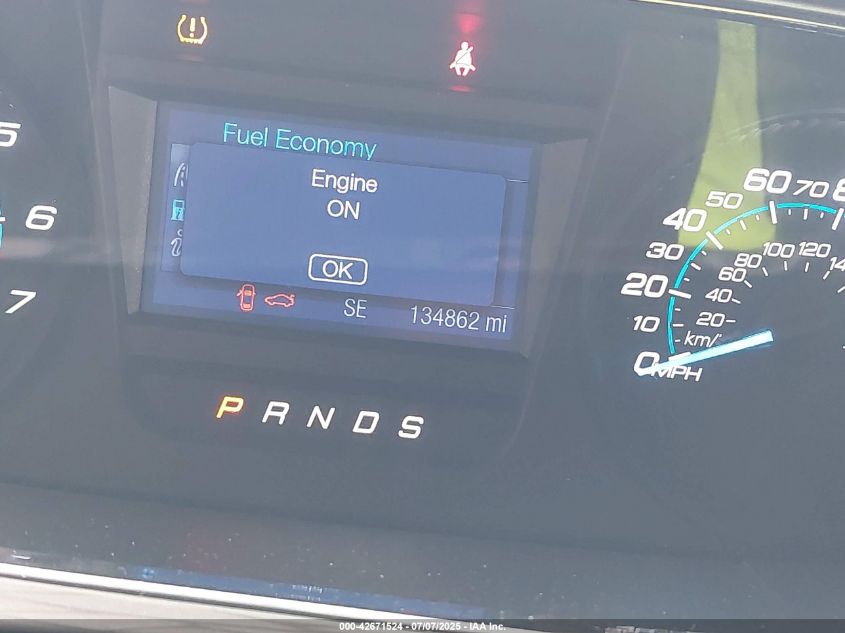 Fuel Economy
Engine
ON
OK
SE 134862 mi
P R N D S
5
6
7
0 10 20 30 40 50 60 70
20 40 60 80 100 120
km/
MPH
000-42671524 | 07/07/2025 - IAA Inc.